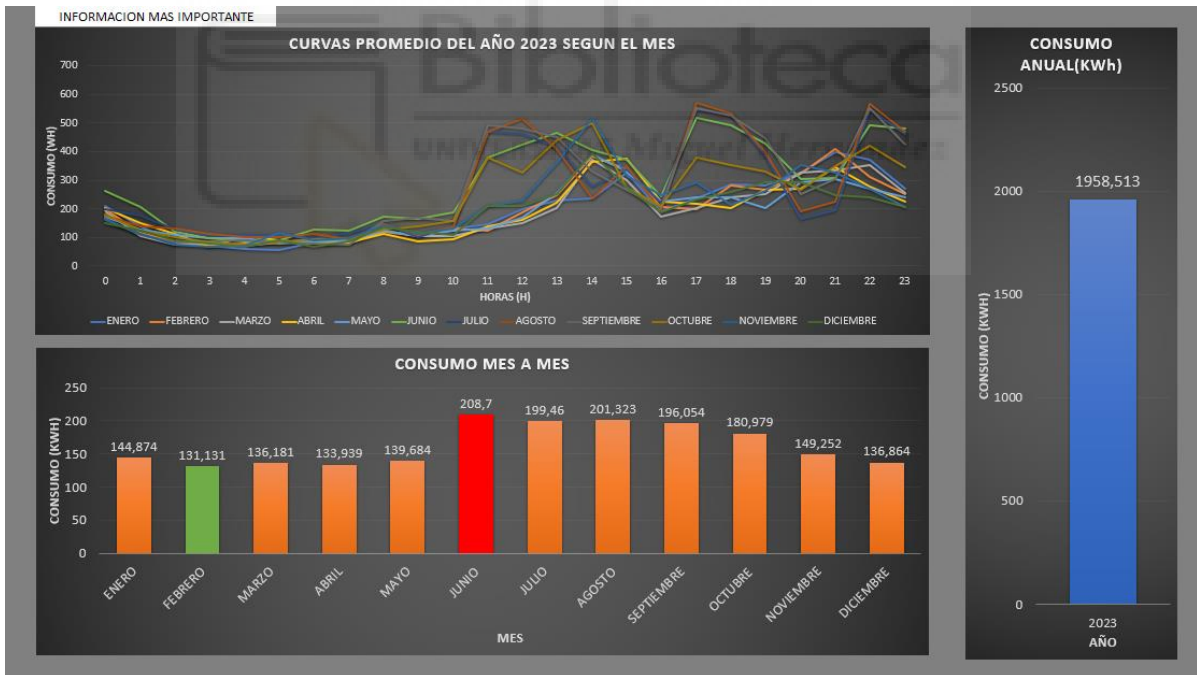 INFORMACION MAS IMPORTANTE
CURVAS PROMEDIO DEL AÑO 2023 SEGUN EL MES
CONSUMO (WH)
700
600
500
400
300
200
100
0
0 1 2 3 4 5 6 7 8 9 10 11 12 13 14 15 16 17 18 19 20 21 22 23
HORAS (H)
ENERO FEBRERO MARZO ABRIL MAYO JUNIO JULIO AGOSTO SEPTIEMBRE OCTUBRE NOVIEMBRE DICIEMBRE
Biblioteca
UNIVERSITAS Miguel Hernández
CONSUMO MES A MES
CONSUMO (KWH)
250
200
150
100
50
0
144,874 131,131 136,181 133,939 139,684 208,7 199,46 201,323 196,054 180,979 149,252 136,864
ENERO FEBRERO MARZO ABRIL MAYO JUNIO JULIO AGOSTO SEPTIEMBRE OCTUBRE NOVIEMBRE DICIEMBRE
MES
CONSUMO
ANUAL(KWh)
CONSUMO (KWH)
2500
2000
1500
1000
500
0
1958,513
2023
AÑO